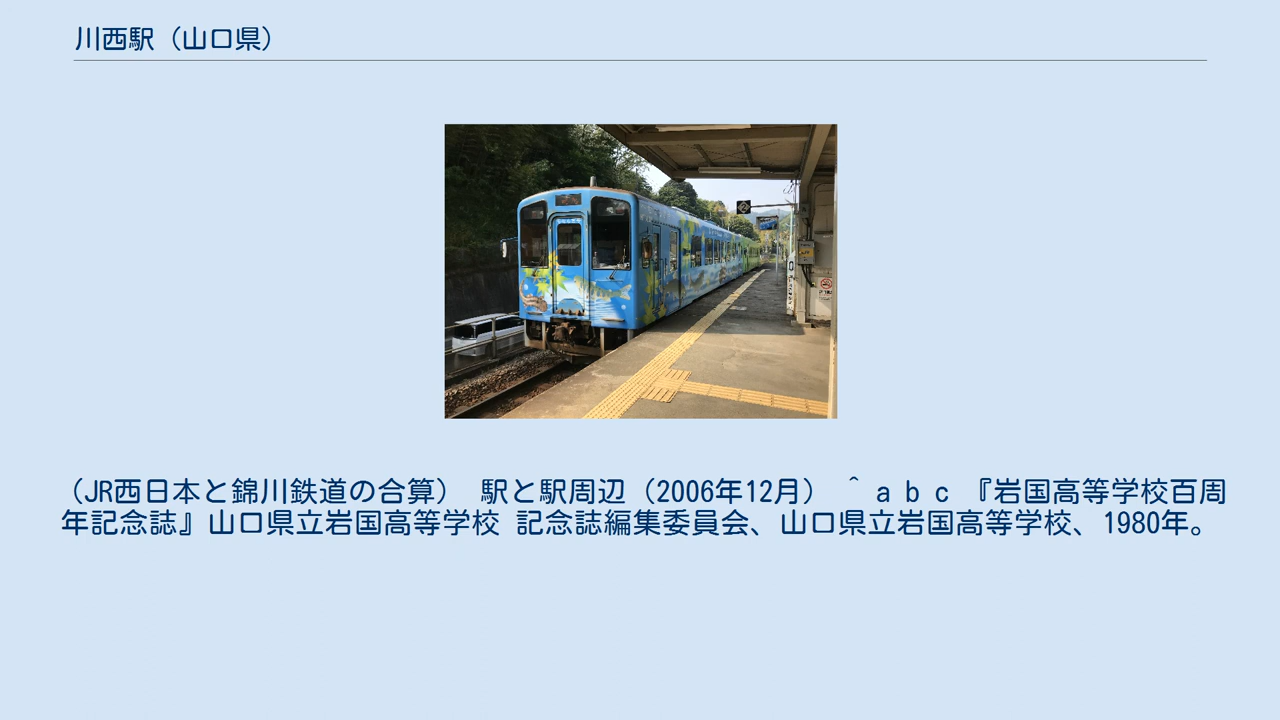 川西駅（山口県）
（JR西日本と錦川鉄道の合算） 駅と駅周辺（2006年12月） ^ a b c 『岩国高等学校百周
年記念誌』山口県立岩国高等学校 記念誌編集委員会、山口県立岩国高等学校、1980年。